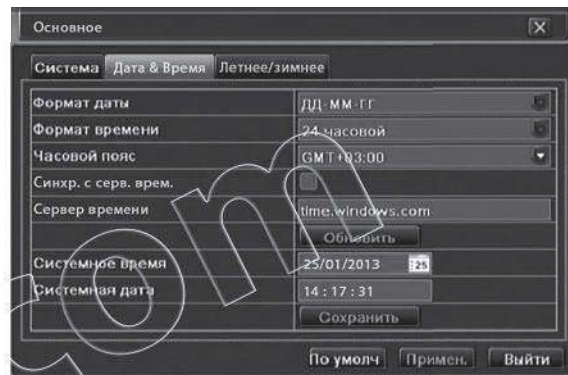 Основное
Система Дата & Время Летнее/зимнее
Формат даты ДД-ММ-ГГ
Формат времени 24 часовой
Часовой пояс GMT+03:00
Синхр. с серв. врем.
Сервер времени time.windows.com
Обновить
Системное время 25/01/2013 25
Системная дата 14 : 17 : 31
Сохранить
По умолч Примен. Выйти
com